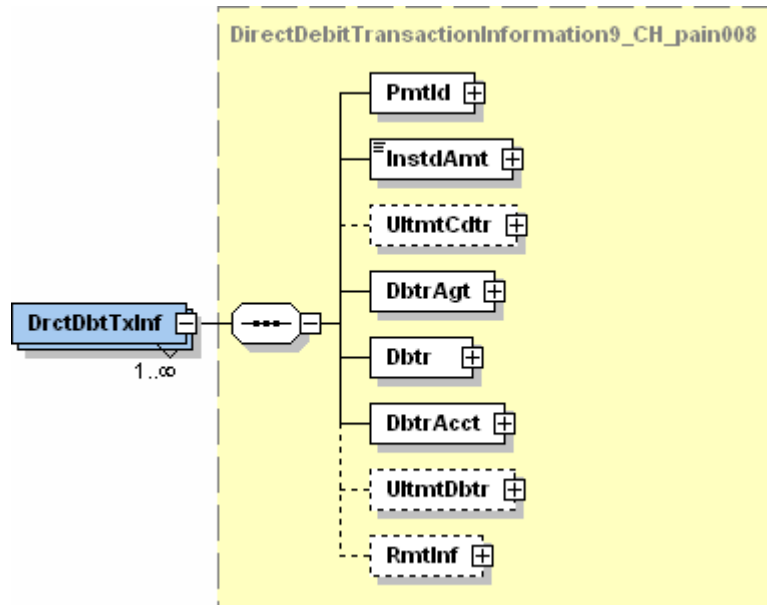 DirectDebitTransactionInformation9_CH_pain008
PmtId
InstdAmt
UltmtCdtr
DbtrAgt
DrctDbtTxInf
1..∞
Dbtr
DbtrAcct
UltmtDbtr
RmtInf